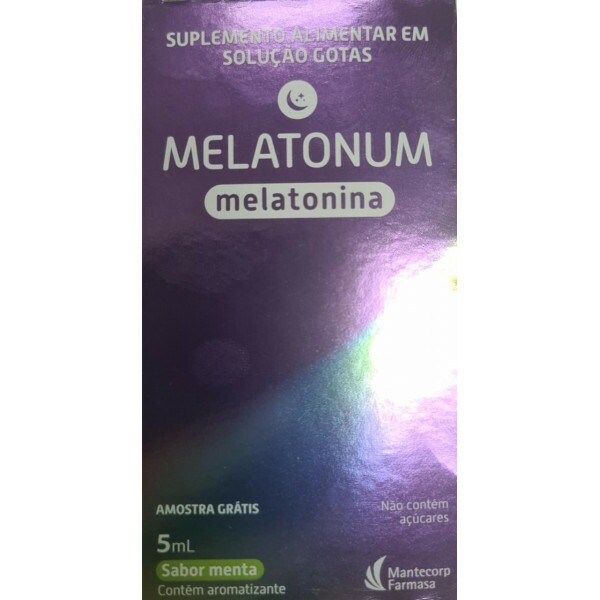 SUPLEMENTO ALIMENTAR EM
SOLUÇÃO GOTAS
MELATONUM
melatonina
AMOSTRA GRÁTIS
5mL
Sabor menta
Contém aromatizante
Não contém
açúcares
Mantecorp
Farmasa